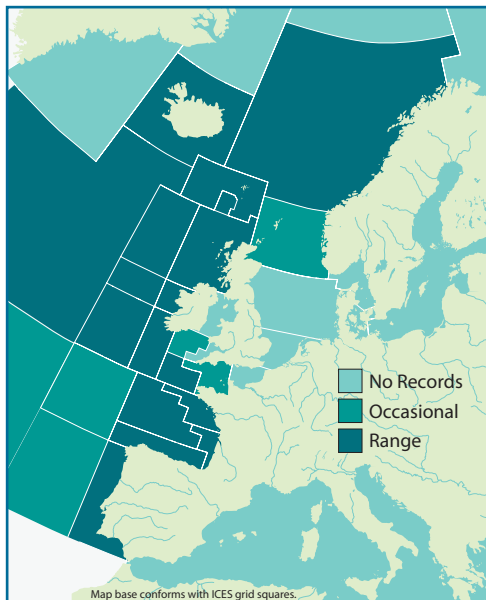 No Records
Occasional
Range
Map base conforms with ICES grid squares.